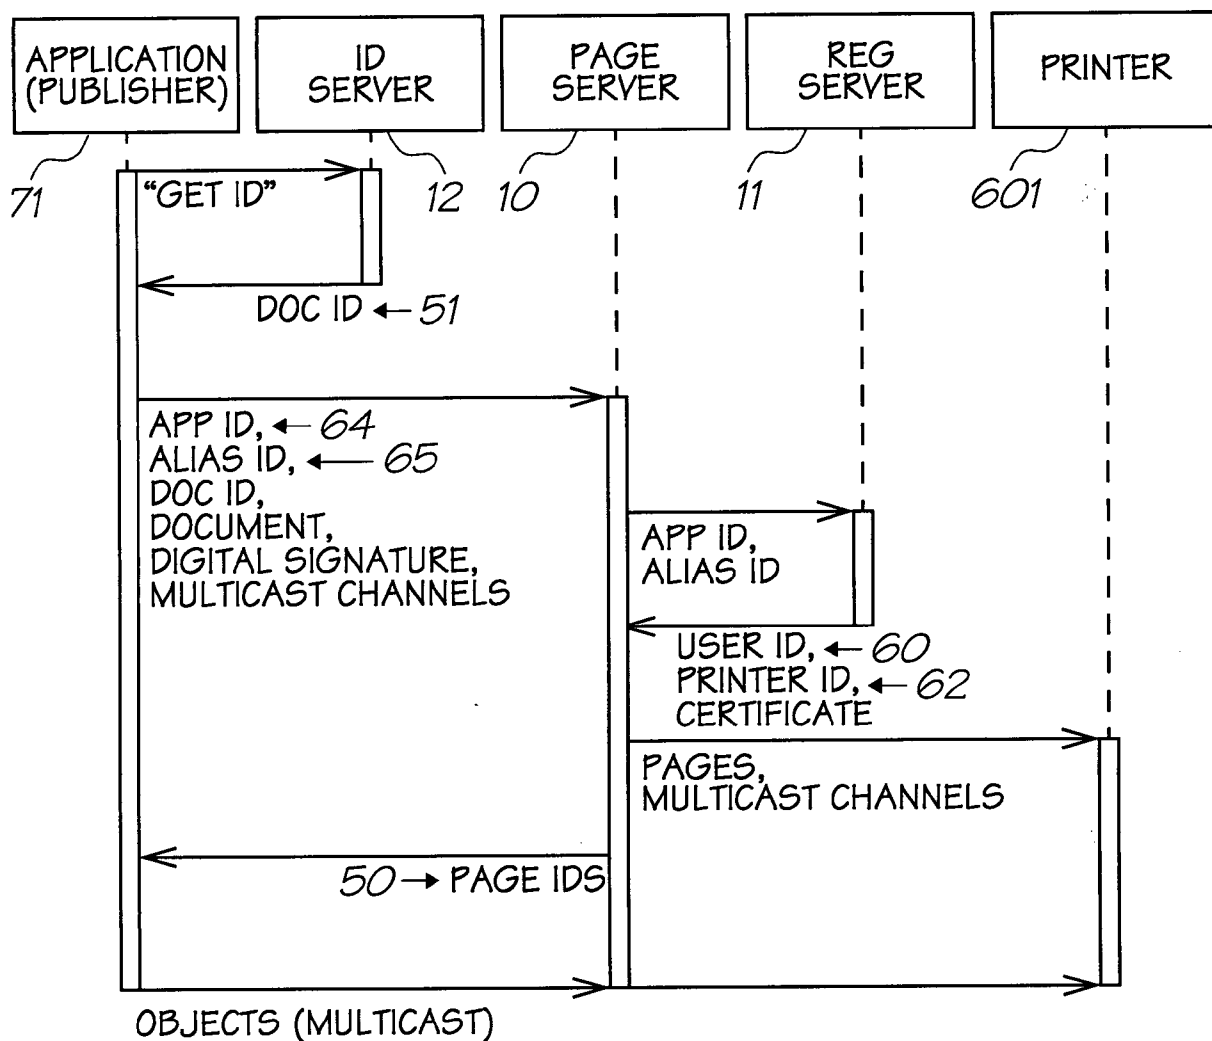 APPLICATION
(PUBLISHER)
ID
SERVER
PAGE
SERVER
REG
SERVER
PRINTER
71
12
10
11
601
"GET ID"
DOC ID 51
APP ID, 64
ALIAS ID, 65
DOC ID,
DOCUMENT,
DIGITAL SIGNATURE,
MULTICAST CHANNELS
APP ID,
ALIAS ID
USER ID, 60
PRINTER ID, 62
CERTIFICATE
PAGES,
MULTICAST CHANNELS
50 PAGE IDS
OBJECTS (MULTICAST)